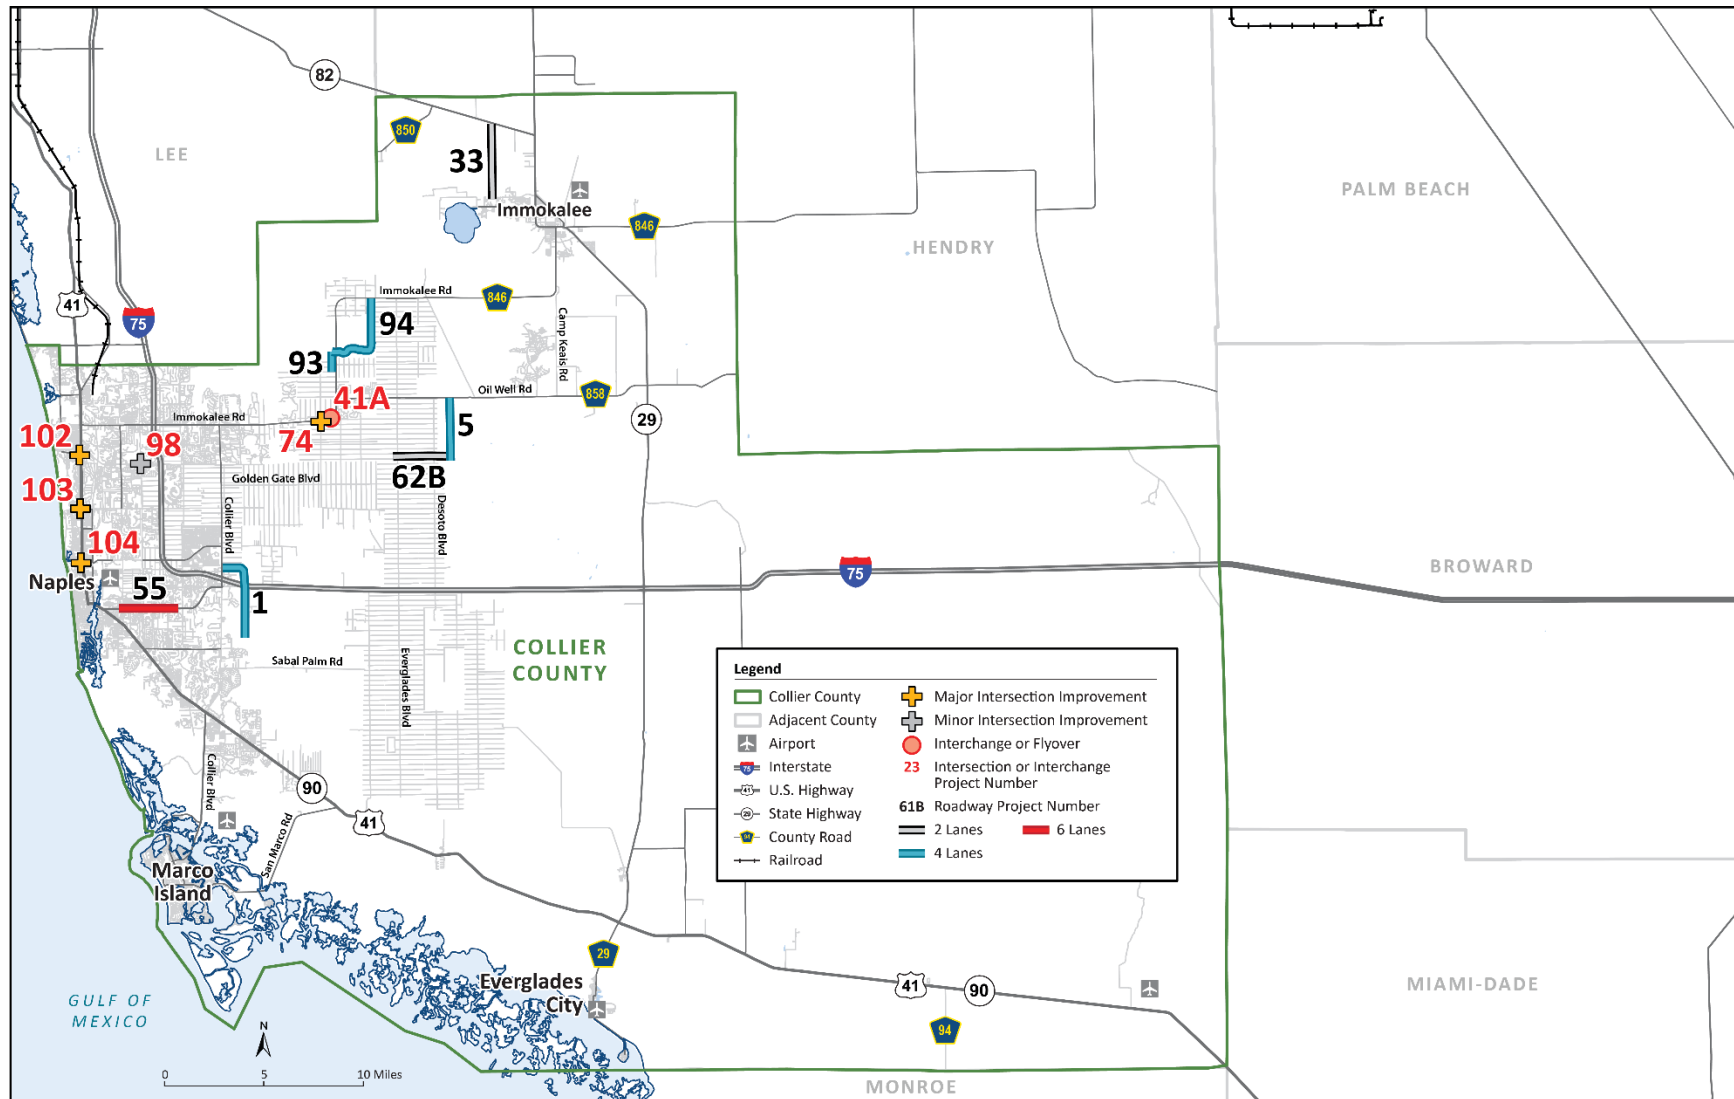 82
850
LEE
33
PALM BEACH
Immokalee
846
HENDRY
41
75
Immokalee Rd
846
94
Camp Keais Rd
93
Oil Well Rd
858
41A
Immokalee Rd
5
29
102
98
74
62B
Golden Gate Blvd
103
Collier Blvd
Desoto Blvd
104
Naples
55
1
75
BROWARD
COLLIER
COUNTY
Sabal Palm Rd
Everglades Blvd
Legend
Collier County
Adjacent County
Airport
75
Interstate
41
U.S. Highway
29
State Highway
94
County Road
Railroad
Major Intersection Improvement
Minor Intersection Improvement
Interchange or Flyover
23
Intersection or Interchange
Project Number
61B
Roadway Project Number
2 Lanes
6 Lanes
4 Lanes
Collier Blvd
90
41
San Marco Rd
Marco
Island
29
Everglades
City
41
90
94
MIAMI-DADE
GULF OF
MEXICO
N
0
5
10 Miles
MONROE